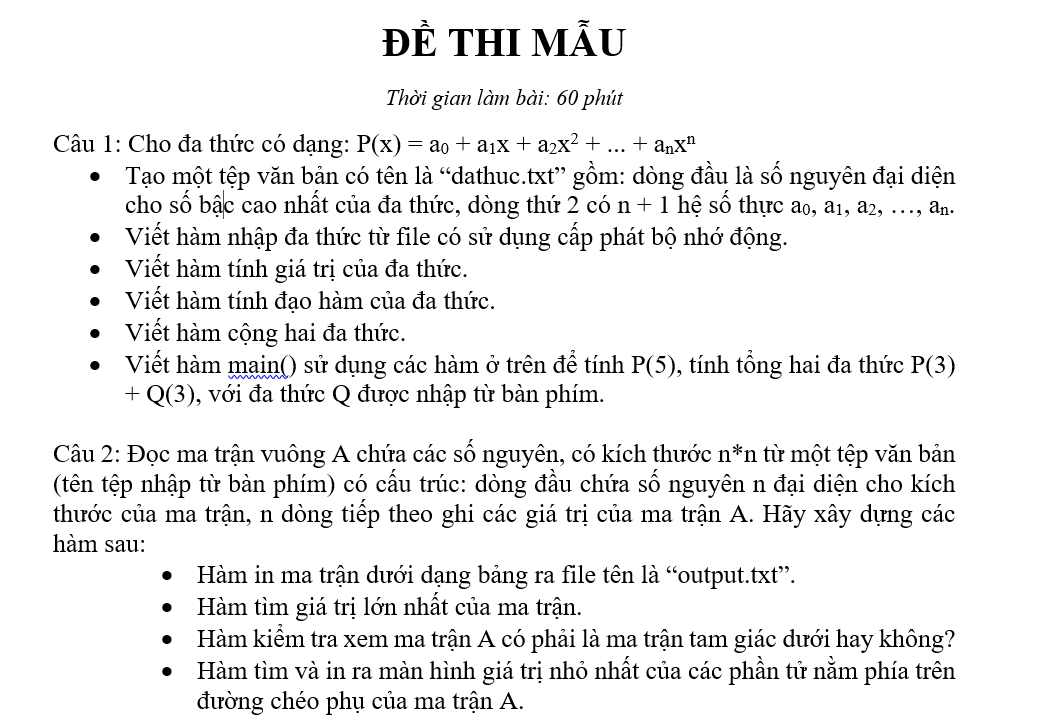 ĐỀ THI MẪU
Thời gian làm bài: 60 phút
Câu 1: Cho đa thức có dạng: P(x) = a₀ + a₁x + a₂x² + ... + aₙxⁿ
• Tạo một tệp văn bản có tên là “dathuc.txt” gồm: dòng đầu là số nguyên đại diện
cho số bậc cao nhất của đa thức, dòng thứ 2 có n + 1 hệ số thực a₀, a₁, a₂, …, aₙ.
• Viết hàm nhập đa thức từ file có sử dụng cấp phát bộ nhớ động.
• Viết hàm tính giá trị của đa thức.
• Viết hàm tính đạo hàm của đa thức.
• Viết hàm cộng hai đa thức.
• Viết hàm main() sử dụng các hàm ở trên để tính P(5), tính tổng hai đa thức P(3)
+ Q(3), với đa thức Q được nhập từ bàn phím.
Câu 2: Đọc ma trận vuông A chứa các số nguyên, có kích thước n*n từ một tệp văn bản
(tên tệp nhập từ bàn phím) có cấu trúc: dòng đầu chứa số nguyên n đại diện cho kích
thước của ma trận, n dòng tiếp theo ghi các giá trị của ma trận A. Hãy xây dựng các
hàm sau:
• Hàm in ma trận dưới dạng bảng ra file tên là “output.txt”.
• Hàm tìm giá trị lớn nhất của ma trận.
• Hàm kiểm tra xem ma trận A có phải là ma trận tam giác dưới hay không?
• Hàm tìm và in ra màn hình giá trị nhỏ nhất của các phần tử nằm phía trên
đường chéo phụ của ma trận A.